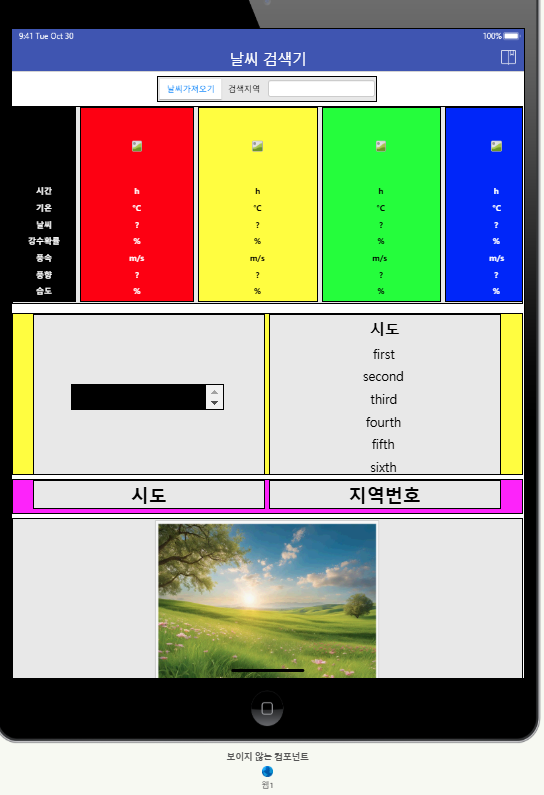 9:41 Tue Oct 30 100%
날씨 검색기
날씨가져오기 검색지역
시간 h h h h
기온 °C °C °C °C
날씨 ? ? ? ?
강수확률 % % % %
풍속 m/s m/s m/s m/s
풍향 ? ? ? ?
습도 % % % %
시도
first
second
third
fourth
fifth
sixth
시도 지역번호
보이지 않는 컴포넌트
웹1